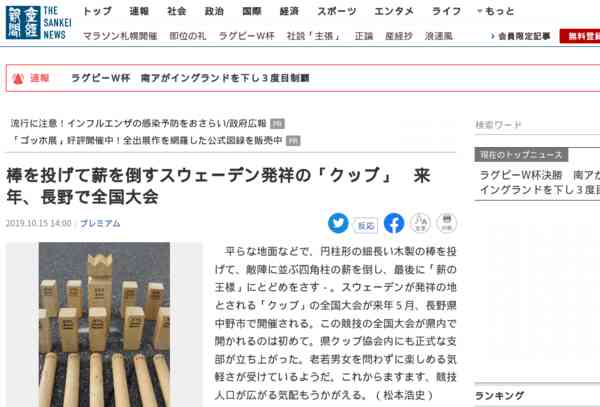 産経新聞
THE SANKEI NEWS
トップ 速報 社会 政治 国際 経済 スポーツ エンタメ ライフ もっと
マラソン札幌開催 即位の礼 ラグビーW杯 社説「主張」 正論 産経抄 浪速風
会員限定記事 無料会員
速報 ラグビーW杯 南アがイングランドを下し３度目制覇
流行に注意！インフルエンザの感染予防をおさらい/政府広報 PR
「ゴッホ展」好評開催中！全出展作を網羅した公式図録を販売中 PR
検索ワード
現在のトップニュース
ラグビーW杯決勝 南アが
イングランドを下し３度目
棒を投げて薪を倒すスウェーデン発祥の「クップ」 来
年、長野で全国大会
2019.10.15 14:00 プレミアム
反応
文字
印刷
平らな地面などで、円柱形の細長い木製の棒を投
げて、敵陣に並ぶ四角柱の薪を倒し、最後に「薪の
王様」にとどめをさす－。スウェーデンが発祥の地
とされる「クップ」の全国大会が来年５月、長野県
中野市で開催される。この競技の全国大会が県内で
開かれるのは初めて。県クップ協会内にも正式な支
部が立ち上がった。老若男女を問わずに楽しめる気
軽さが受けているようだ。これからますます、競技
人口が広がる気配もうかがえる。（松本浩史）
ランキング